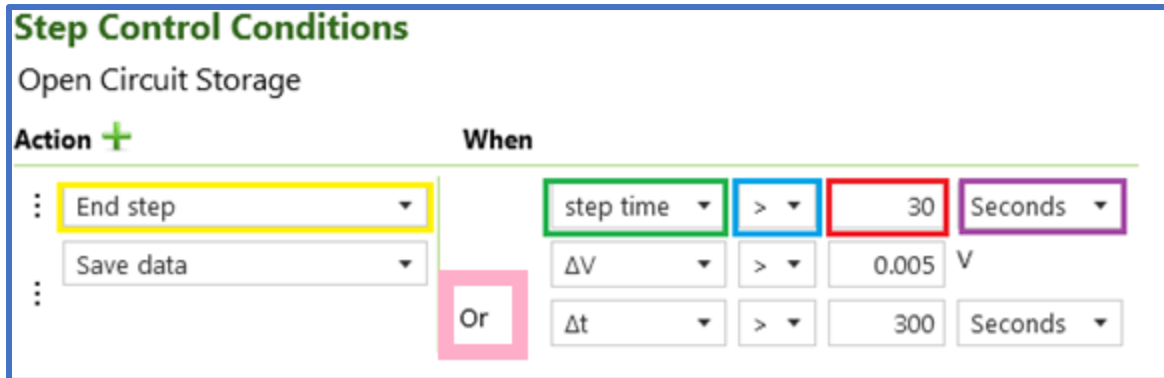 Step Control Conditions
Open Circuit Storage
Action When
End step step time > 30 Seconds
Save data ΔV > 0.005 V
Or Δt > 300 Seconds